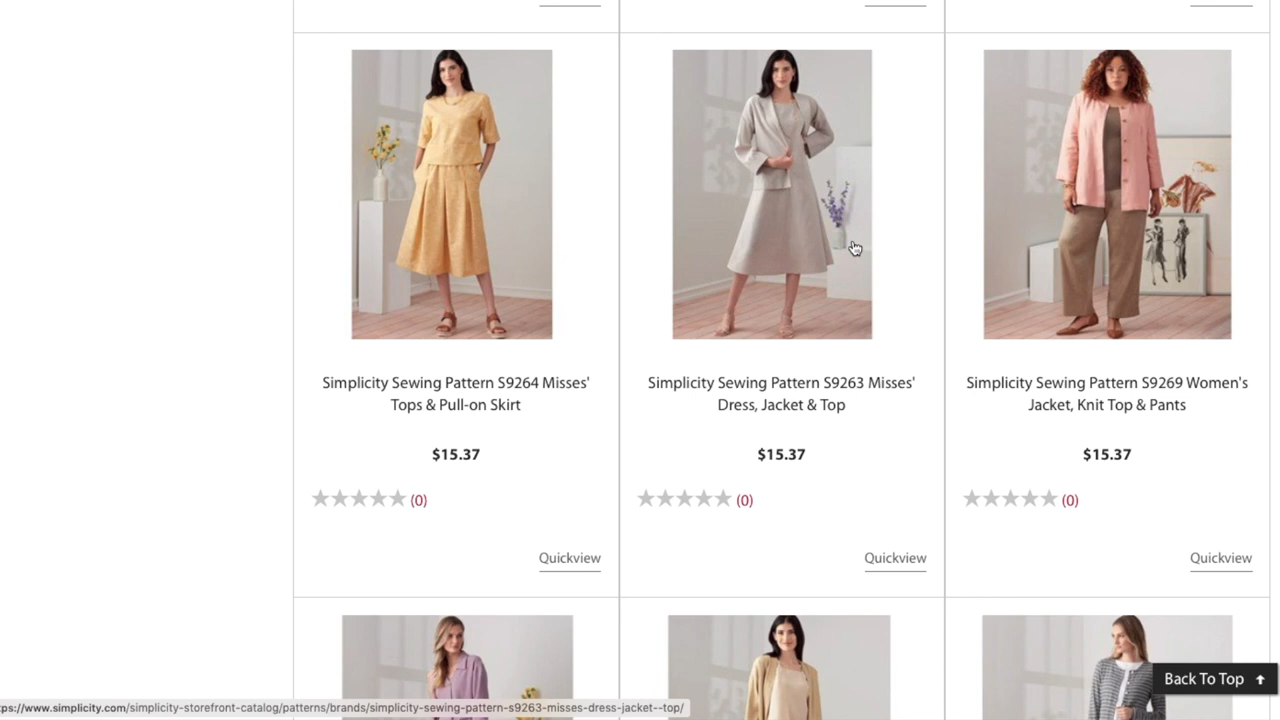 Simplicity Sewing Pattern S9264 Misses'
Tops & Pull-on Skirt
$15.37
(0)
Quickview
Simplicity Sewing Pattern S9263 Misses'
Dress, Jacket & Top
$15.37
(0)
Quickview
Simplicity Sewing Pattern S9269 Women's
Jacket, Knit Top & Pants
$15.37
(0)
Quickview
Back To Top
ps://www.simplicity.com/simplicity-storefront-catalog/patterns/brands/simplicity-sewing-pattern-s9263-misses-dress-jacket--top/